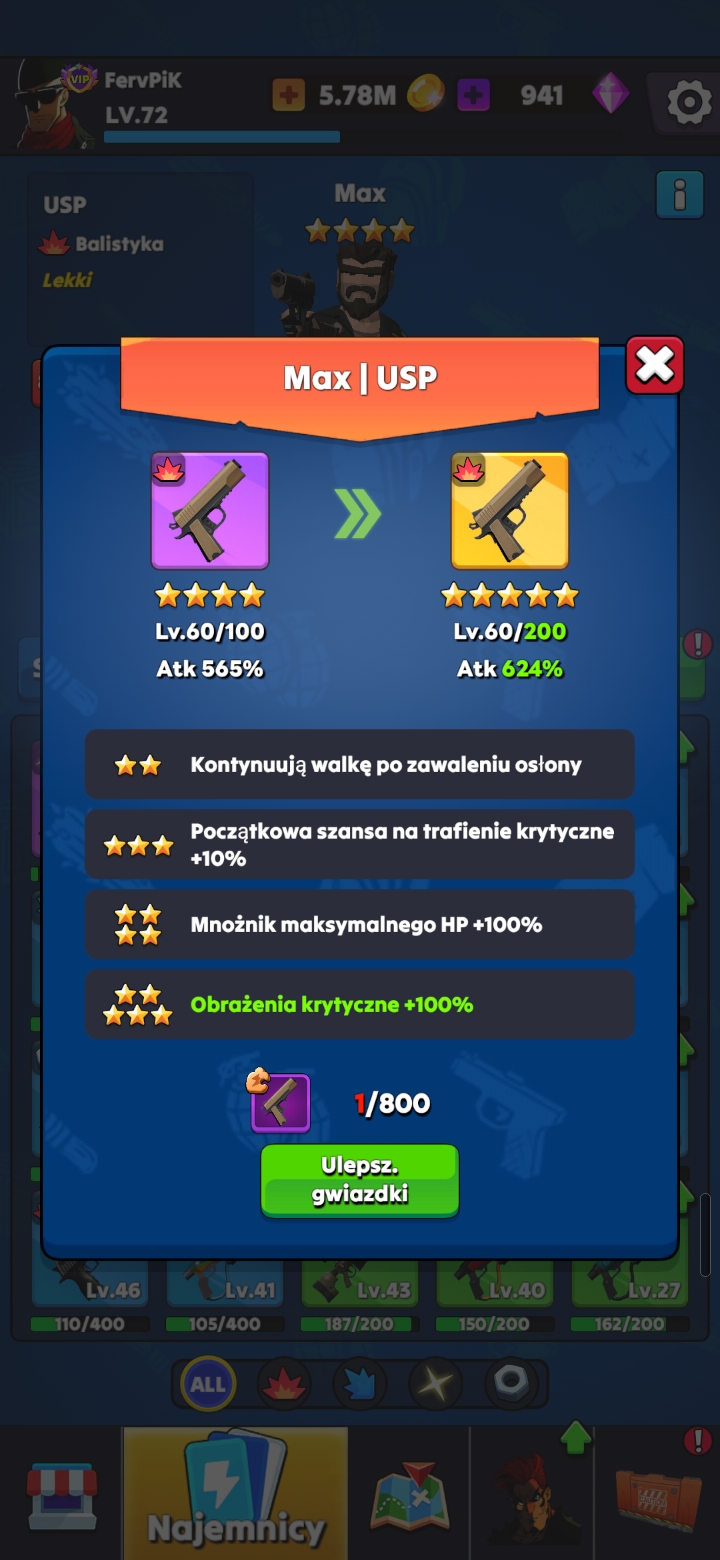 VIP
FervPiK
LV.72
5.78M
941
USP
Balistyka
Lekki
Max
Max | USP
Lv.60/100
Atk 565%
Lv.60/200
Atk 624%
Kontynuują walkę po zawaleniu osłony
Początkowa szansa na trafienie krytyczne
+10%
Mnożnik maksymalnego HP +100%
Obrażenia krytyczne +100%
1/800
Ulepsz.
gwiazdki
Lv.46
Lv.41
Lv.43
Lv.40
Lv.27
110/400
105/400
187/200
150/200
162/200
ALL
Najemnicy